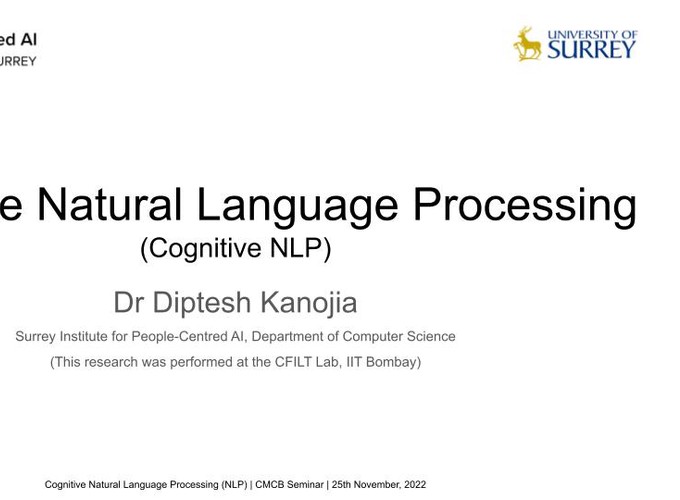 ed AI
URREY
UNIVERSITY OF
SURREY
e Natural Language Processing
(Cognitive NLP)
Dr Diptesh Kanojia
Surrey Institute for People-Centred AI, Department of Computer Science
(This research was performed at the CFILT Lab, IIT Bombay)
Cognitive Natural Language Processing (NLP) | CMCB Seminar | 25th November, 2022